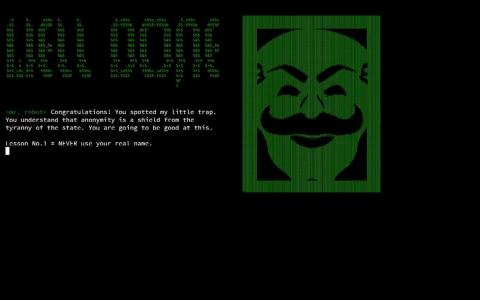 <mr. robot> Congratulations! You spotted my little trap.
You understand that anonymity is a shield from the
tyranny of the state. You are going to be good at this.
Lesson No.1 = NEVER use your real name.